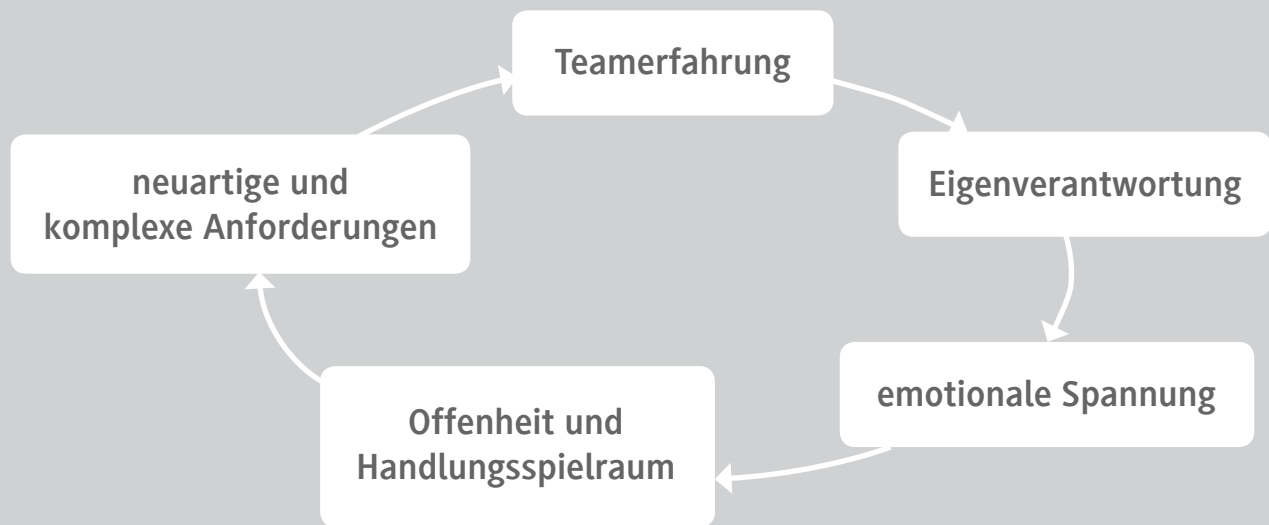 Teamerfahrung
Eigenverantwortung
emotionale Spannung
Offenheit und
Handlungsspielraum
neuartige und
komplexe Anforderungen